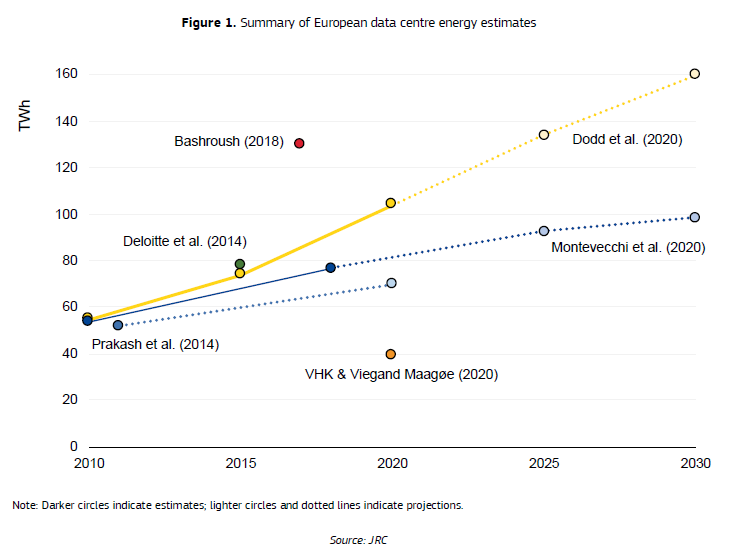 Figure 1. Summary of European data centre energy estimates
TWh
160
140
120
100
80
60
40
20
0
Bashroush (2018)
Dodd et al. (2020)
Deloitte et al. (2014)
Montevecchi et al. (2020)
Prakash et al. (2014)
VHK & Viegand Maagøe (2020)
2010 2015 2020 2025 2030
Note: Darker circles indicate estimates; lighter circles and dotted lines indicate projections.
Source: JRC